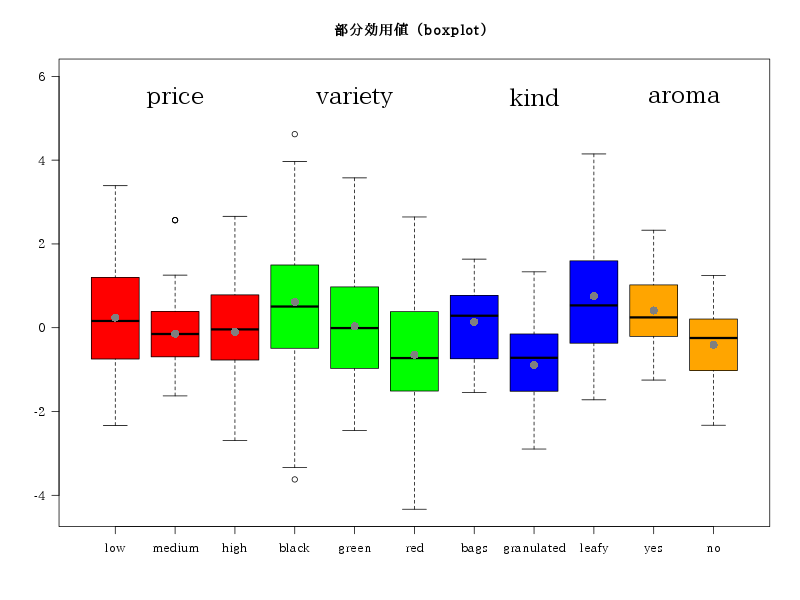 部分効用値（boxplot）
price variety kind aroma
6
4
2
0
-2
-4
low medium high black green red bags granulated leafy yes no